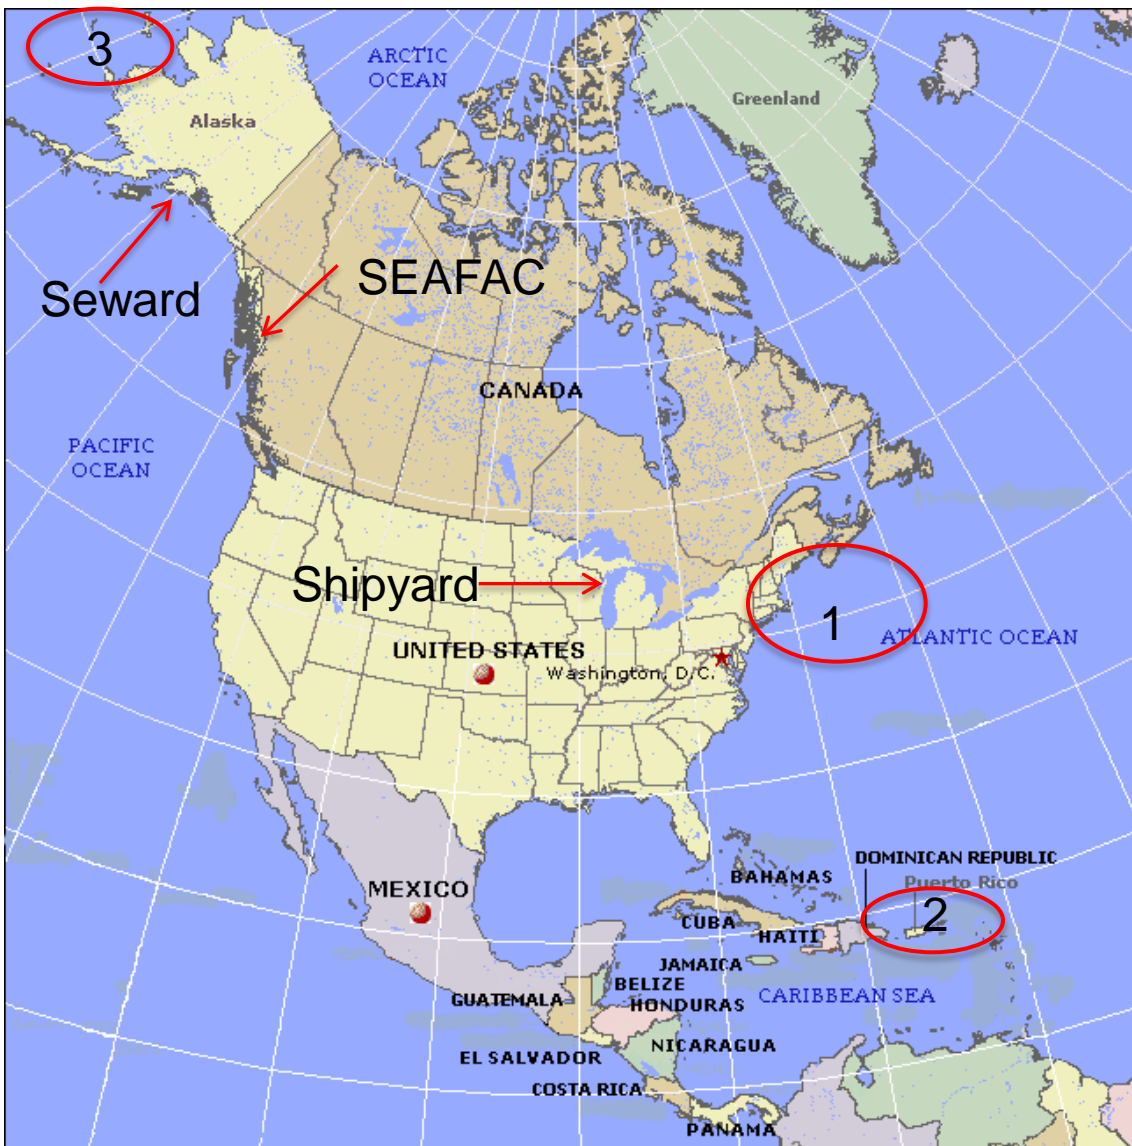 3
ARCTIC
OCEAN
Greenland
Alaska
SEAFAC
Seward
CANADA
PACIFIC
OCEAN
Shipyard
1
ATLANTIC OCEAN
UNITED STATES
Washington, D.C.
DOMINICAN REPUBLIC
BAHAMAS
Puerto Rico
MEXICO
2
CUBA
HAITI
JAMAICA
BELIZE
GUATEMALA
HONDURAS
CARIBBEAN SEA
NICARAGUA
EL SALVADOR
COSTA RICA
PANAMA